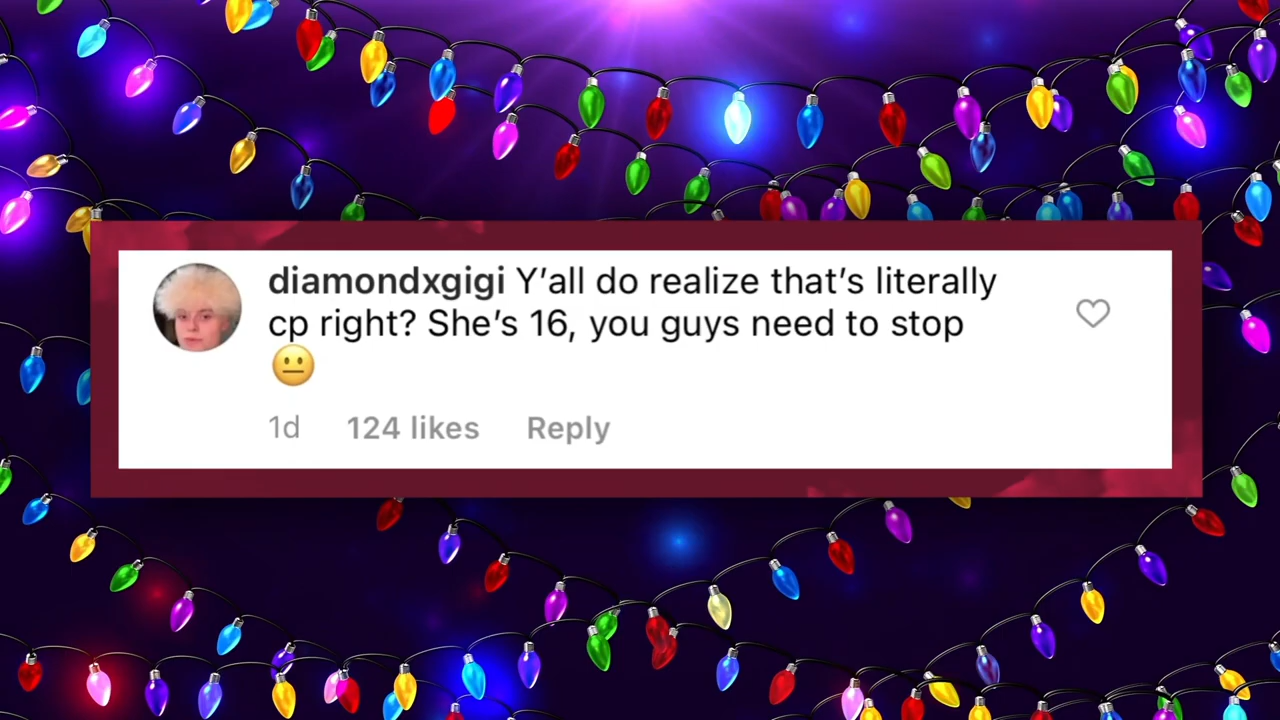 diamondxgigi Y’all do realize that’s literally
cp right? She’s 16, you guys need to stop
😐
1d 124 likes Reply